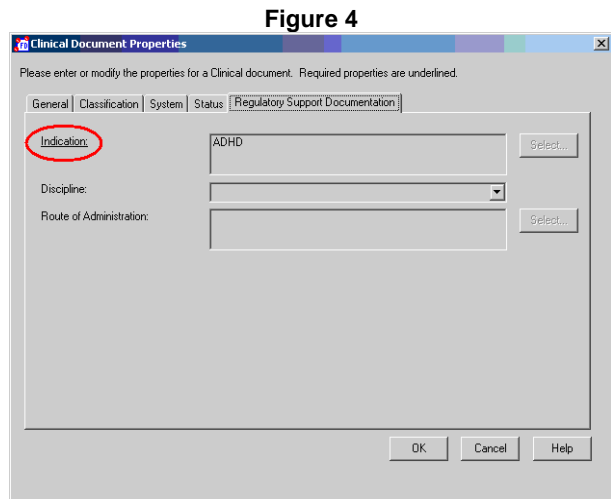 Figure 4
Clinical Document Properties
Please enter or modify the properties for a Clinical document. Required properties are underlined.
General Classification System Status Regulatory Support Documentation
Indication: ADHD Select...
Discipline:
Route of Administration: Select...
OK Cancel Help